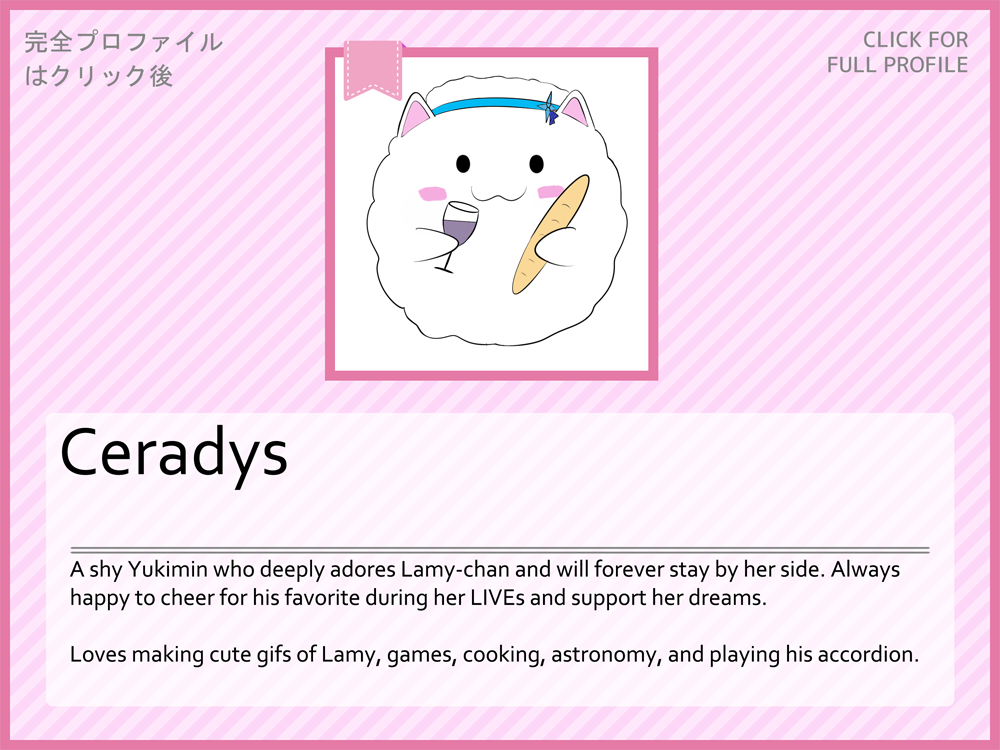 完全プロファイル
はクリック後
CLICK FOR
FULL PROFILE
Ceradys
A shy Yukimin who deeply adores Lamy-chan and will forever stay by her side. Always
happy to cheer for his favorite during her LIVEs and support her dreams.
Loves making cute gifs of Lamy, games, cooking, astronomy, and playing his accordion.